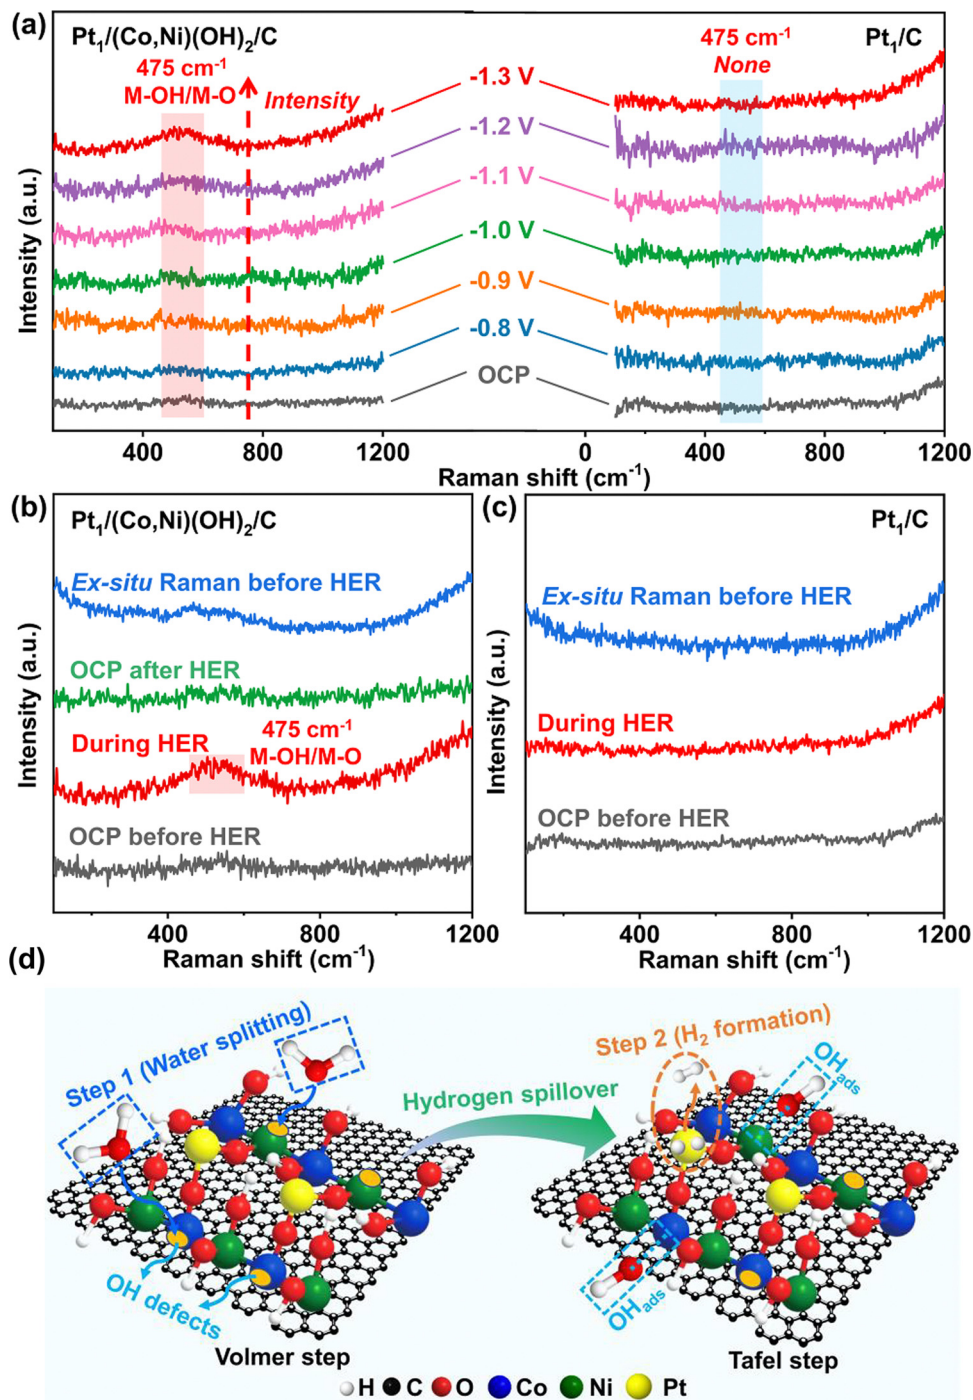 (a)
Pt1/(Co,Ni)(OH)2/C
475 cm-1
M-OH/M-O
Intensity
475 cm-1
None
Pt1/C
-1.3 V
-1.2 V
-1.1 V
-1.0 V
-0.9 V
-0.8 V
OCP
Intensity (a.u.)
400 800 1200 0 400 800 1200
Raman shift (cm-1)
(b)
Pt1/(Co,Ni)(OH)2/C
Ex-situ Raman before HER
OCP after HER
During HER
475 cm-1
M-OH/M-O
OCP before HER
Intensity (a.u.)
400 800 1200
Raman shift (cm-1)
(c)
Pt1/C
Ex-situ Raman before HER
During HER
OCP before HER
Intensity (a.u.)
400 800 1200
Raman shift (cm-1)
(d)
Step 1 (Water splitting)
OH defects
Volmer step
Hydrogen spillover
Step 2 (H2 formation)
OHads
OHads
Tafel step
H C O Co Ni Pt